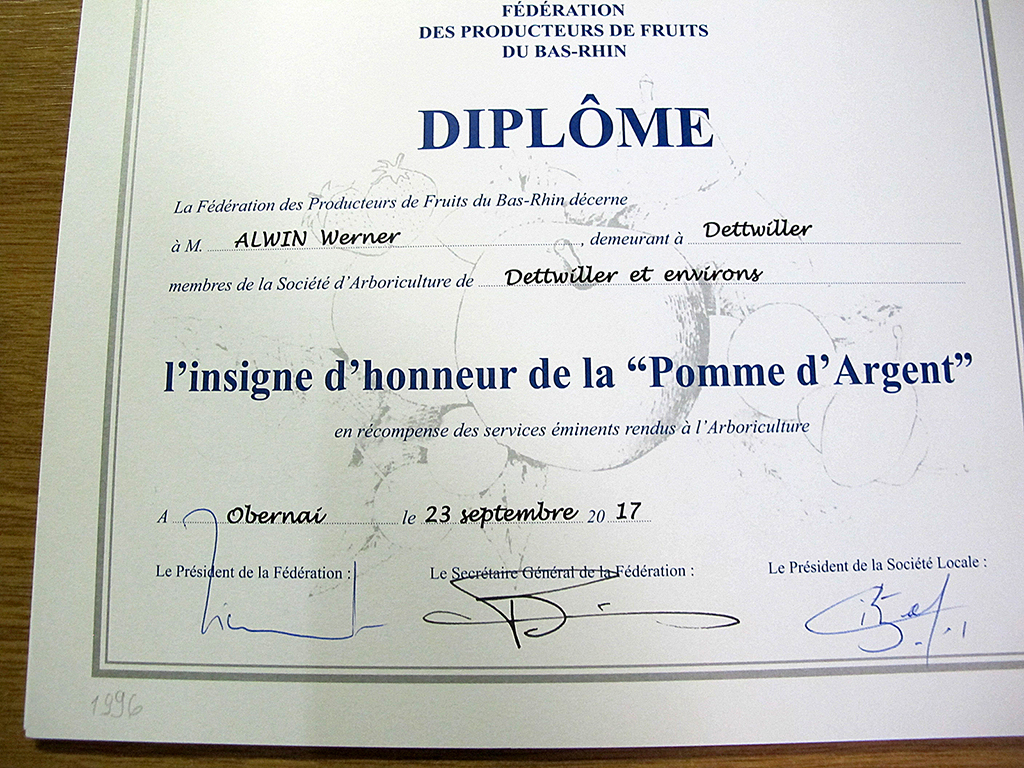 FÉDÉRATION
DES PRODUCTEURS DE FRUITS
DU BAS-RHIN
DIPLÔME
La Fédération des Producteurs de Fruits du Bas-Rhin décerne
à M. ALWIN Werner, demeurant à Dettwiller
membres de la Société d'Arboriculture de Dettwiller et environs
l'insigne d'honneur de la “Pomme d'Argent”
en récompense des services éminents rendus à l'Arboriculture
A Obernai le 23 septembre 20 17
Le Président de la Fédération : Le Secrétaire Général de la Fédération : Le Président de la Société Locale :
1996